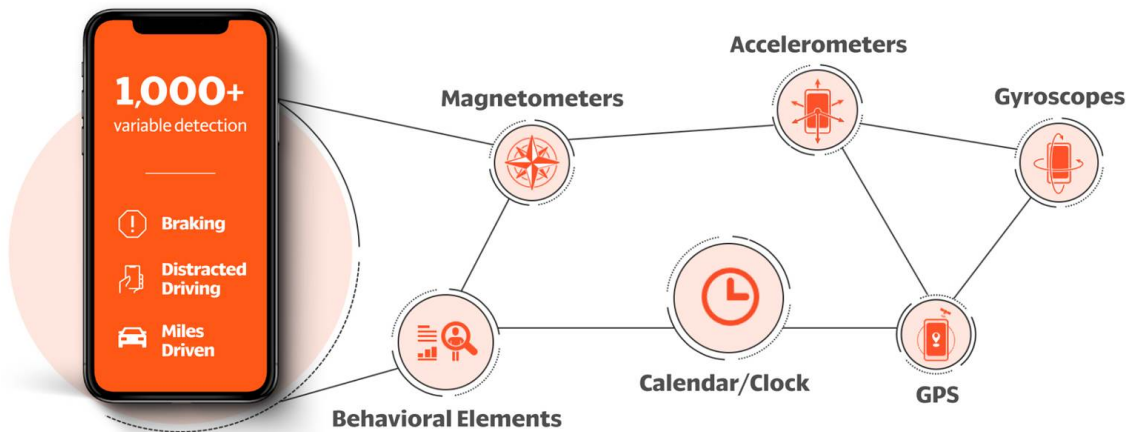 1,000+
variable detection
Braking
Distracted
Driving
Miles
Driven
Magnetometers
Accelerometers
Gyroscopes
Behavioral Elements
Calendar/Clock
GPS